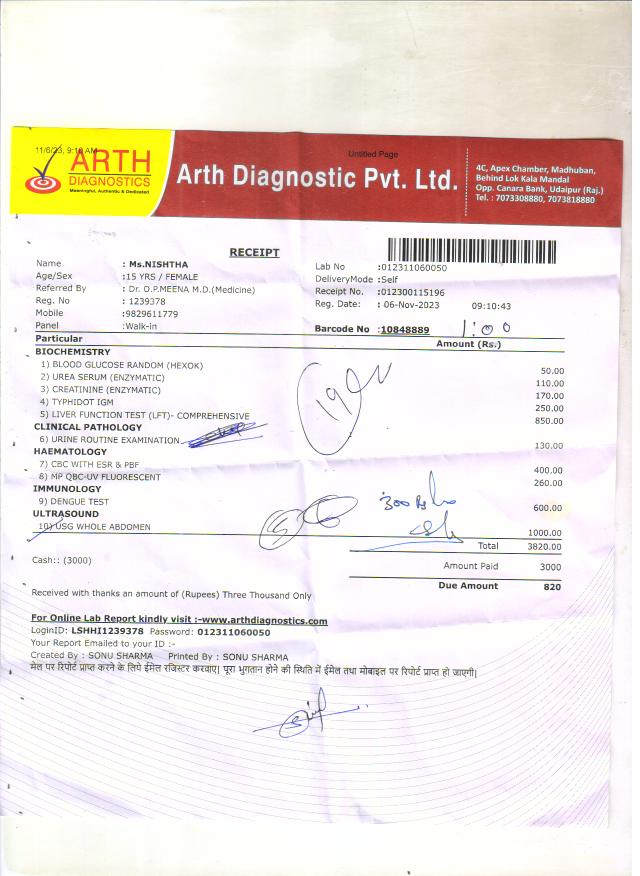 11/6/23, 9:10 AM
Untitled Page
ARTH
DIAGNOSTICS
Meaningful, Authentic & Dedicated
Arth Diagnostic Pvt. Ltd.
4C, Apex Chamber, Madhuban,
Behind Lok Kala Mandal
Opp. Canara Bank, Udaipur (Raj.)
Tel. : 7073308880, 7073818880
RECEIPT
Name : Ms.NISHTHA
Age/Sex :15 YRS / FEMALE
Referred By : Dr. O.P.MEENA M.D.(Medicine)
Reg. No : 1239378
Mobile :9829611779
Panel :Walk-in
Lab No :012311060050
DeliveryMode :Self
Receipt No. :012300115196
Reg. Date: : 06-Nov-2023 09:10:43
Barcode No :10848889 1:00
Particular Amount (Rs.)
BIOCHEMISTRY
1) BLOOD GLUCOSE RANDOM (HEXOK) 50.00
2) UREA SERUM (ENZYMATIC) 110.00
3) CREATININE (ENZYMATIC) 170.00
4) TYPHIDOT IGM 250.00
5) LIVER FUNCTION TEST (LFT)- COMPREHENSIVE 850.00
CLINICAL PATHOLOGY
6) URINE ROUTINE EXAMINATION 130.00
HAEMATOLOGY
7) CBC WITH ESR & PBF 400.00
8) MP QBC-UV FLUORESCENT 260.00
IMMUNOLOGY
9) DENGUE TEST 600.00
ULTRASOUND
10) USG WHOLE ABDOMEN 1000.00
Total 3820.00
Cash:: (3000)
Amount Paid 3000
Due Amount 820
Received with thanks an amount of (Rupees) Three Thousand Only
For Online Lab Report kindly visit :-www.arthdiagnostics.com
LoginID: LSHHI1239378 Password: 012311060050
Your Report Emailed to your ID :-
Created By : SONU SHARMA Printed By : SONU SHARMA
मेल पर रिपोर्ट प्राप्त करने के लिये ईमेल रजिस्टर करवाए। पूरा भुगतान होने की स्थिति में ईमेल तथा मोबाइल पर रिपोर्ट प्राप्त हो जाएगी।